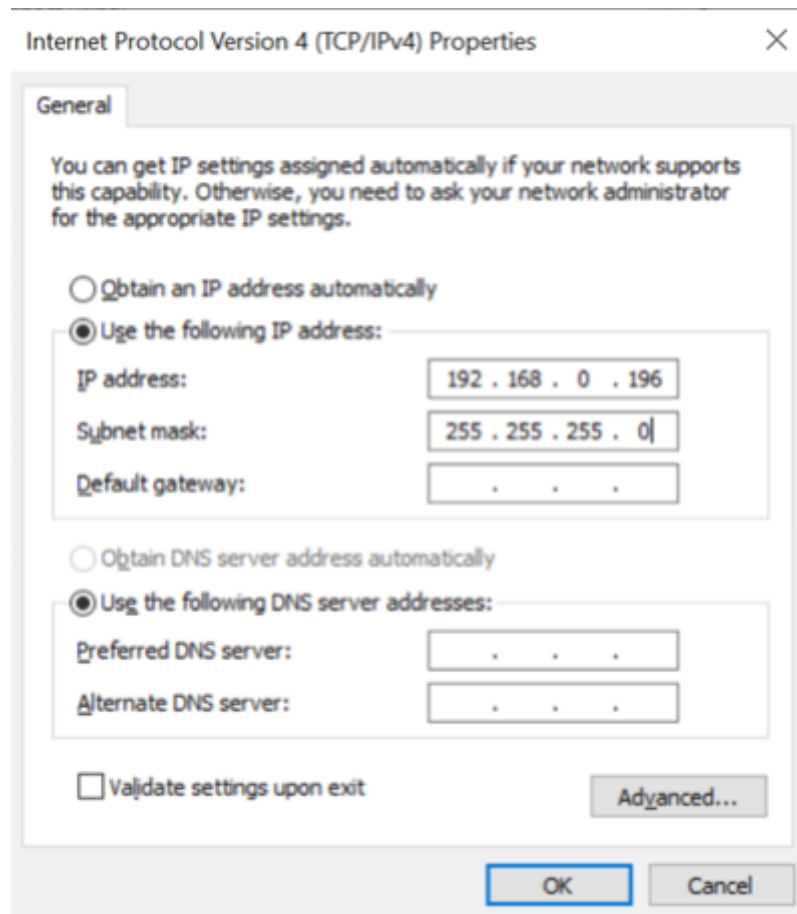 Internet Protocol Version 4 (TCP/IPv4) Properties
General
You can get IP settings assigned automatically if your network supports
this capability. Otherwise, you need to ask your network administrator
for the appropriate IP settings.
Obtain an IP address automatically
Use the following IP address:
IP address: 192 . 168 . 0 . 196
Subnet mask: 255 . 255 . 255 . 0
Default gateway: . . .
Obtain DNS server address automatically
Use the following DNS server addresses:
Preferred DNS server: . . .
Alternate DNS server: . . .
Validate settings upon exit
Advanced...
OK Cancel